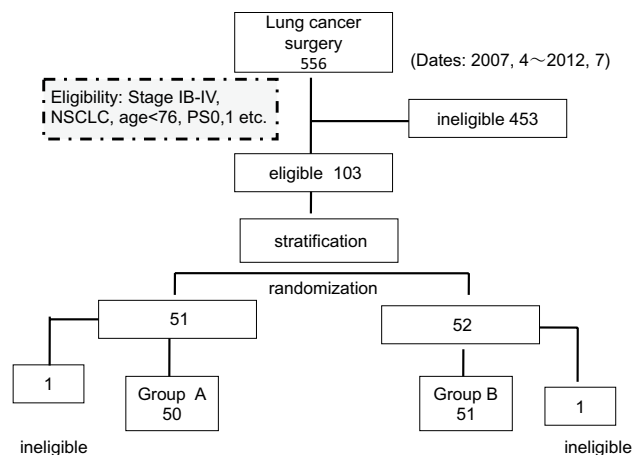 Lung cancer
surgery
556
(Dates: 2007, 4～2012, 7)
Eligibility: Stage IB-IV,
NSCLC, age<76, PS0,1 etc.
ineligible 453
eligible 103
stratification
randomization
51
52
1
Group A
50
Group B
51
1
ineligible
ineligible